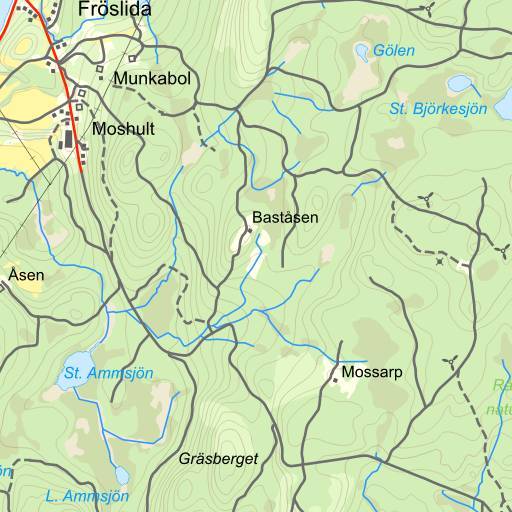 Fröslida
Gölen
Munkabol
St. Björkesjön
Moshult
Baståsen
Åsen
St. Ammsjön
Mossarp
Gräsberget
L. Ammsjön